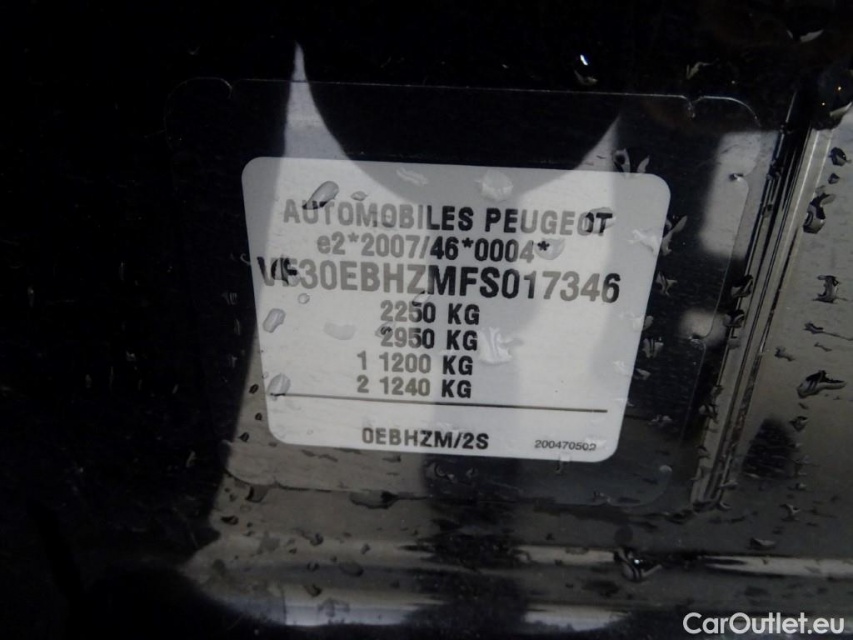 AUTOMOBILES PEUGEOT
e2*2007/46*0004*
VF30EBHZMFS017346
2250 KG
2950 KG
1 1200 KG
2 1240 KG
0EBHZM/2S
200470502
CarOutlet.eu